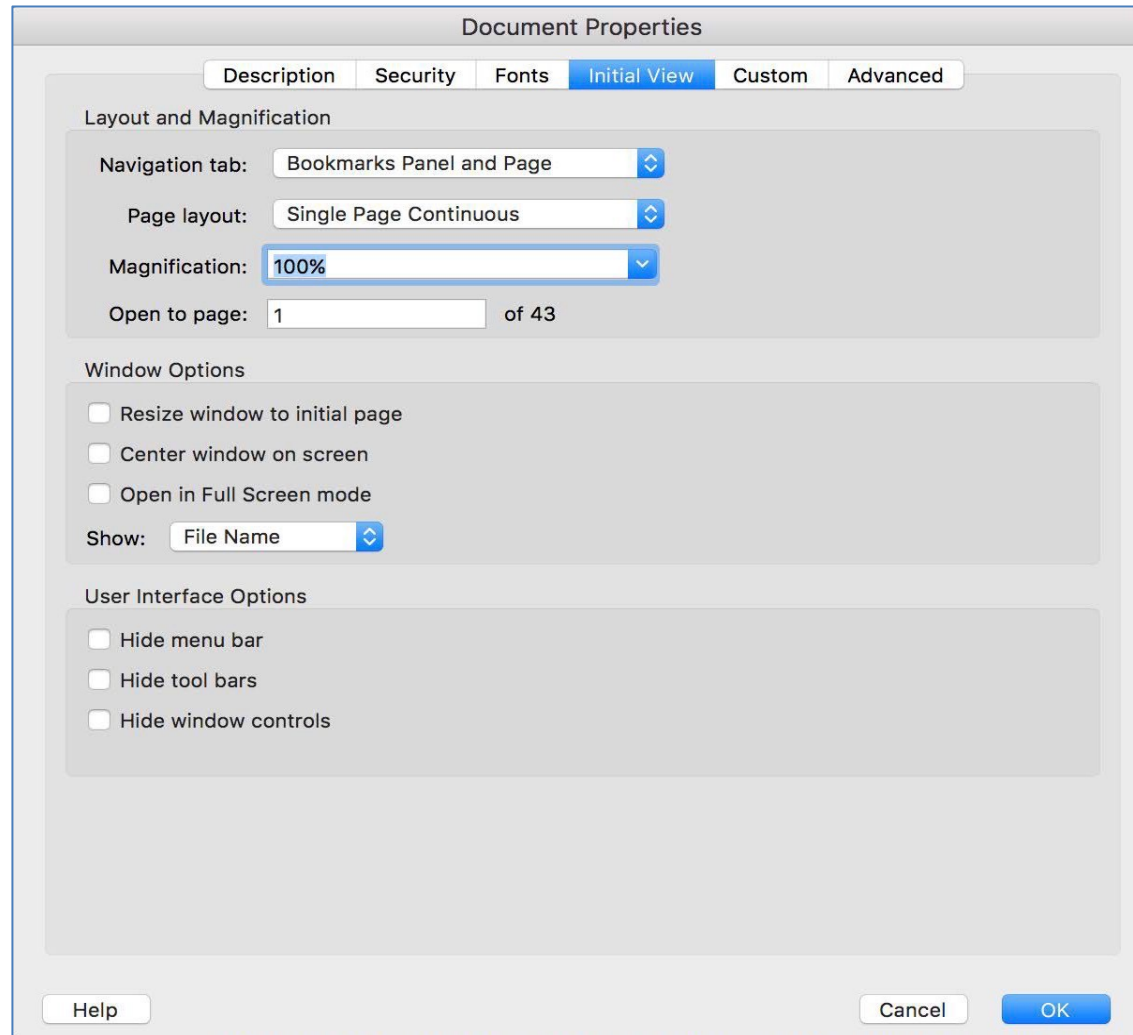 Document Properties
Description Security Fonts Initial View Custom Advanced
Layout and Magnification
Navigation tab: Bookmarks Panel and Page
Page layout: Single Page Continuous
Magnification: 100%
Open to page: 1 of 43
Window Options
Resize window to initial page
Center window on screen
Open in Full Screen mode
Show: File Name
User Interface Options
Hide menu bar
Hide tool bars
Hide window controls
Help Cancel OK